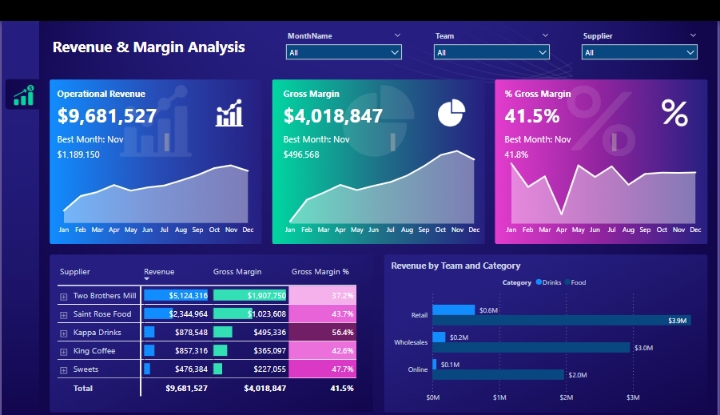 Revenue & Margin Analysis
MonthName
Team
Supplier
All
All
All
Operational Revenue
$9,681,527
Best Month: Nov
$1,189,150
Jan Feb Mar Apr May Jun Jul Aug Sep Oct Nov Dec
Gross Margin
$4,018,847
Best Month: Nov
$496,568
Jan Feb Mar Apr May Jun Jul Aug Sep Oct Nov Dec
% Gross Margin
41.5%
%
Best Month: Nov
41.8%
Jan Feb Mar Apr May Jun Jul Aug Sep Oct Nov Dec
Supplier Revenue Gross Margin Gross Margin %
Two Brothers Mill $5,124,316 $1,907,750 37.2%
Saint Rose Food $2,344,964 $1,023,608 43.7%
Kappa Drinks $878,548 $495,336 56.4%
King Coffee $857,316 $365,097 42.6%
Sweets $476,384 $227,055 47.7%
Total $9,681,527 $4,018,847 41.5%
Revenue by Team and Category
Category Drinks Food
Retail $0.6M
$3.9M
Wholesales $0.2M
$3.0M
Online $0.1M
$2.0M
$0M $1M $2M $3M